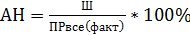 АН = Ш / ПРвсе(факт) * 100%